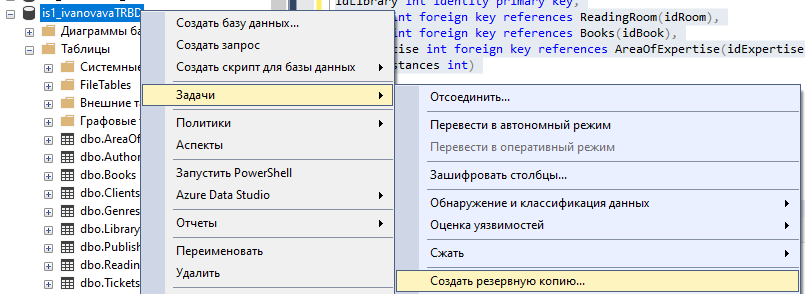 is1_ivanovavaTRBD
Диаграммы ба
Таблицы
Системные
FileTables
Внешние т
Графовые
dbo.AreaOf
dbo.Author
dbo.Books
dbo.Clients
dbo.Genres
dbo.Library
dbo.Publish
dbo.Readin
dbo.Tickets
Создать базу данных...
Создать запрос
Создать скрипт для базы данных
Задачи
Политики
Аспекты
Запустить PowerShell
Azure Data Studio
Отчеты
Переименовать
Удалить
idLibrary int identity primary key,
int foreign key references ReadingRoom(idRoom),
int foreign key references Books(idBook),
tise int foreign key references AreaOfExpertise(idExpertise
stances int)
Отсоединить...
Перевести в автономный режим
Перевести в оперативный режим
Зашифровать столбцы...
Обнаружение и классификация данных
Оценка уязвимостей
Сжать
Создать резервную копию...